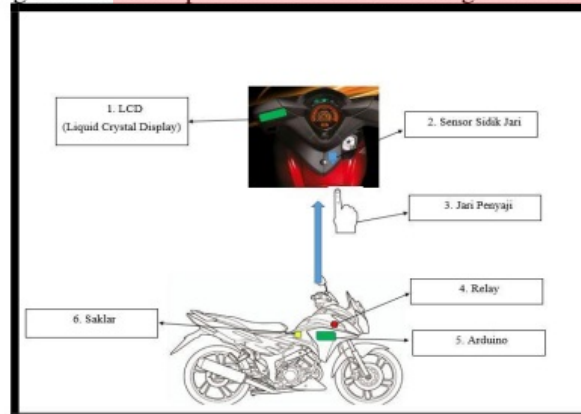 1. LCD
(Liquid Crystal Display)
2. Sensor Sidik Jari
3. Jari Penyaji
4. Relay
6. Saklar
5. Arduino